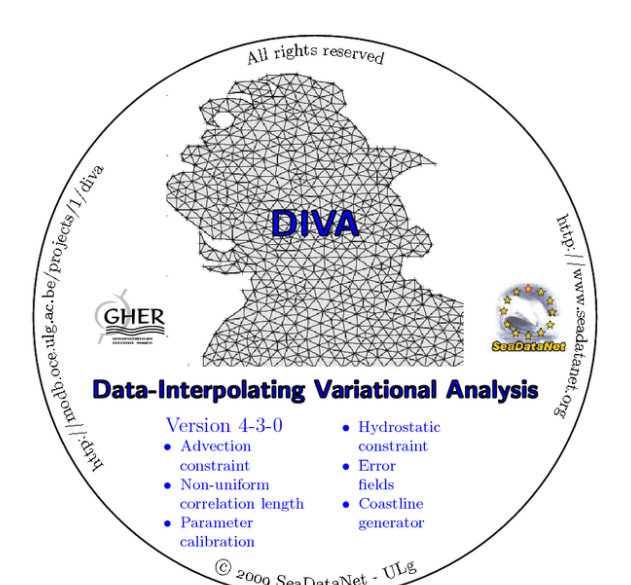 All rights reserved
http://modb.oce.ulg.ac.be/projects/1/diva
http://www.seadatanet.org
DIVA
GHER
SeaDataNet
Data-Interpolating Variational Analysis
Version 4-3-0
• Advection
constraint
• Non-uniform
correlation length
• Parameter
calibration
• Hydrostatic
constraint
• Error
fields
• Coastline
generator
© 2009 SeaDataNet - ULg